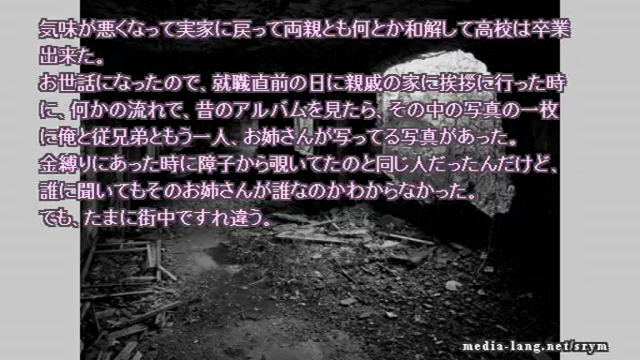 気味が悪くなって実家に戻って両親とも何とか和解して高校は卒業
出来た。
お世話になったので、就職直前の日に親戚の家に挨拶に行った時
に、何かの流れで、昔のアルバムを見たら、その中の写真の一枚
に俺と従兄弟ともう一人、お姉さんが写ってる写真があった。
金縛りにあった時に障子から覗いてたのと同じ人だったんだけど、
誰に聞いてもそのお姉さんが誰なのかわからなかった。
でも、たまに街中ですれ違う。
media-lang.net/srym